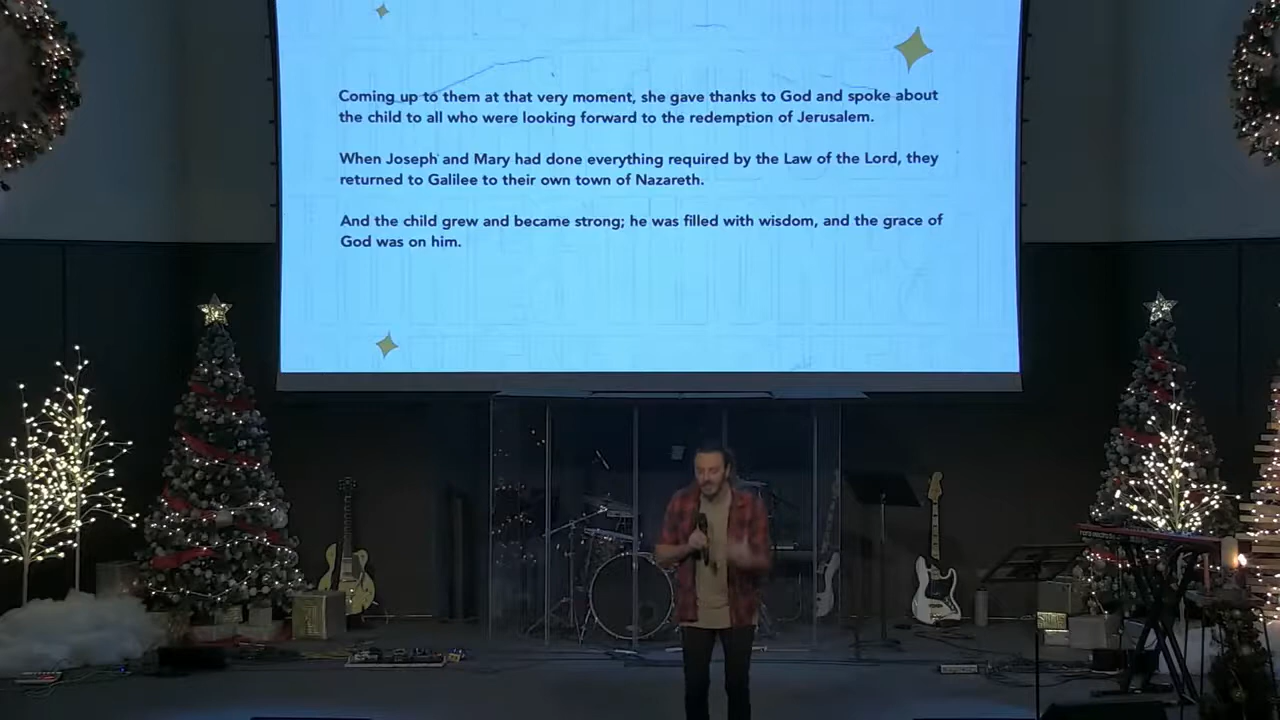 Coming up to them at that very moment, she gave thanks to God and spoke about
the child to all who were looking forward to the redemption of Jerusalem.
When Joseph and Mary had done everything required by the Law of the Lord, they
returned to Galilee to their own town of Nazareth.
And the child grew and became strong; he was filled with wisdom, and the grace of
God was on him.